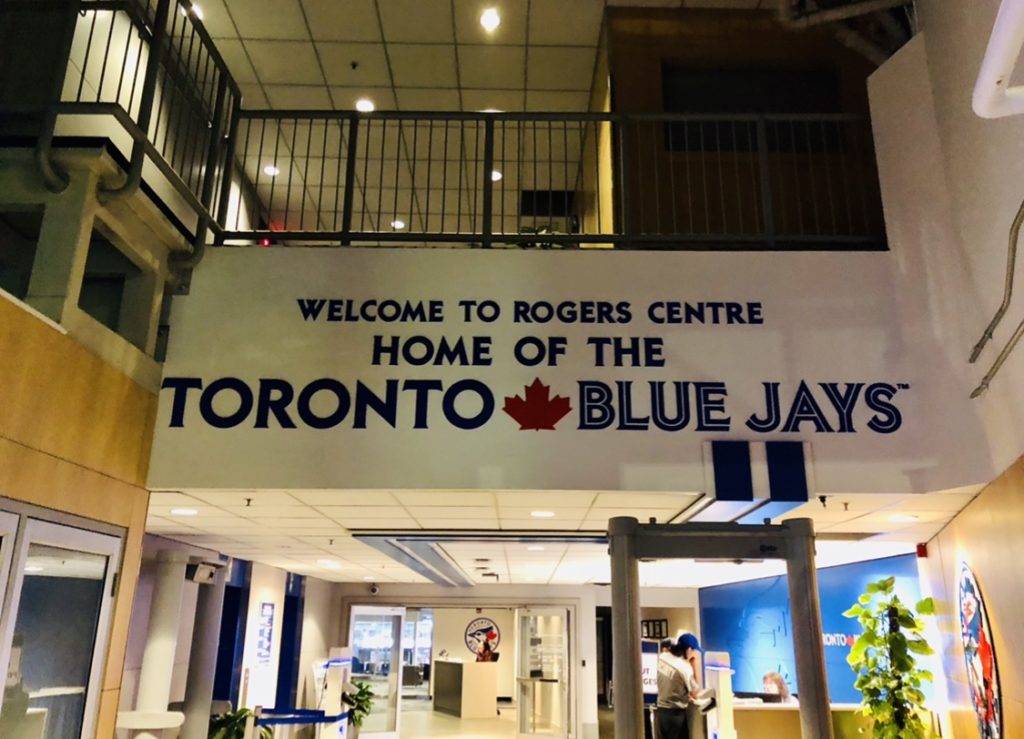 WELCOME TO ROGERS CENTRE
HOME OF THE
TORONTO BLUE JAYS™